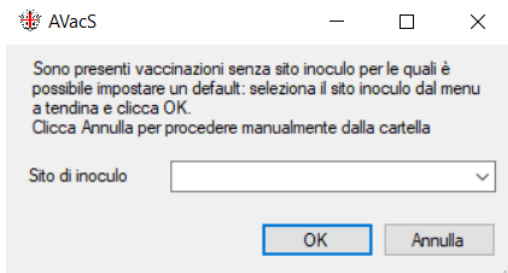 AVacS
Sono presenti vaccinazioni senza sito inoculo per le quali è
possibile impostare un default: seleziona il sito inoculo dal menu
a tendina e clicca OK.
Clicca Annulla per procedere manualmente dalla cartella
Sito di inoculo
OK Annulla